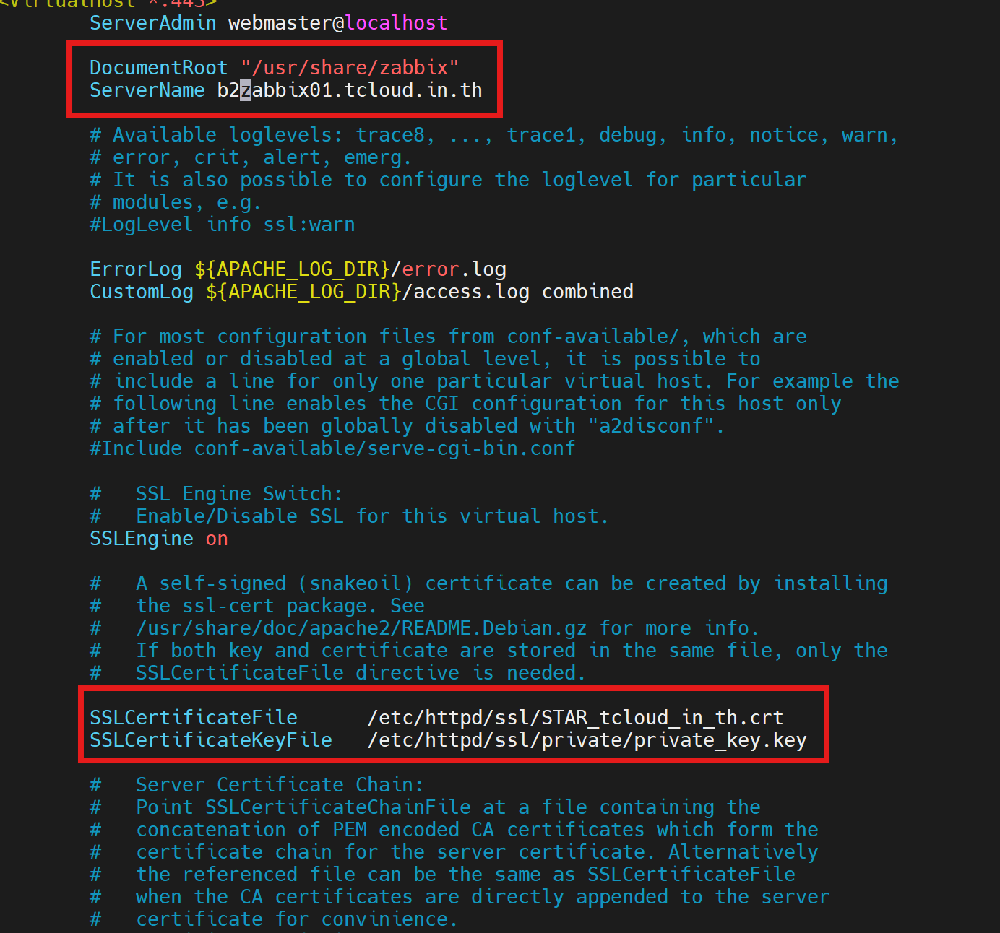 <VirtualHost *:443>
ServerAdmin webmaster@localhost
DocumentRoot "/usr/share/zabbix"
ServerName b2zabbix01.tcloud.in.th
# Available loglevels: trace8, ..., trace1, debug, info, notice, warn,
# error, crit, alert, emerg.
# It is also possible to configure the loglevel for particular
# modules, e.g.
#LogLevel info ssl:warn
ErrorLog ${APACHE_LOG_DIR}/error.log
CustomLog ${APACHE_LOG_DIR}/access.log combined
# For most configuration files from conf-available/, which are
# enabled or disabled at a global level, it is possible to
# include a line for only one particular virtual host. For example the
# following line enables the CGI configuration for this host only
# after it has been globally disabled with "a2disconf".
#Include conf-available/serve-cgi-bin.conf
#   SSL Engine Switch:
#   Enable/Disable SSL for this virtual host.
SSLEngine on
#   A self-signed (snakeoil) certificate can be created by installing
#   the ssl-cert package. See
#   /usr/share/doc/apache2/README.Debian.gz for more info.
#   If both key and certificate are stored in the same file, only the
#   SSLCertificateFile directive is needed.
SSLCertificateFile      /etc/httpd/ssl/STAR_tcloud_in_th.crt
SSLCertificateKeyFile   /etc/httpd/ssl/private/private_key.key
#   Server Certificate Chain:
#   Point SSLCertificateChainFile at a file containing the
#   concatenation of PEM encoded CA certificates which form the
#   certificate chain for the server certificate. Alternatively
#   the referenced file can be the same as SSLCertificateFile
#   when the CA certificates are directly appended to the server
#   certificate for convinience.